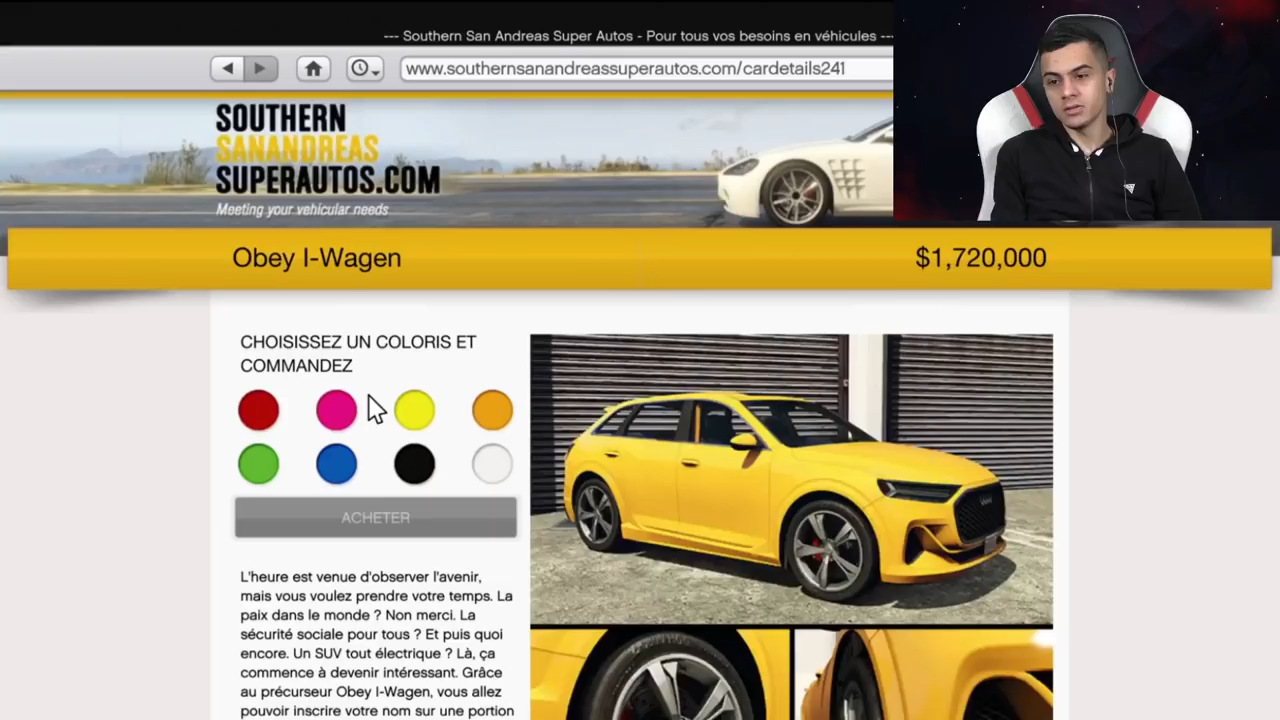 --- Southern San Andreas Super Autos - Pour tous vos besoins en véhicules ---
www.southernsanandreassuperautos.com/cardetails241
SOUTHERN
SANANDREAS
SUPERAUTOS.COM
Meeting your vehicular needs
Obey I-Wagen
$1,720,000
CHOISISSEZ UN COLORIS ET
COMMANDEZ
ACHETER
L'heure est venue d'observer l'avenir,
mais vous voulez prendre votre temps. La
paix dans le monde ? Non merci. La
sécurité sociale pour tous ? Et puis quoi
encore. Un SUV tout électrique ? Là, ça
commence à devenir intéressant. Grâce
au précurseur Obey I-Wagen, vous allez
pouvoir inscrire votre nom sur une portion